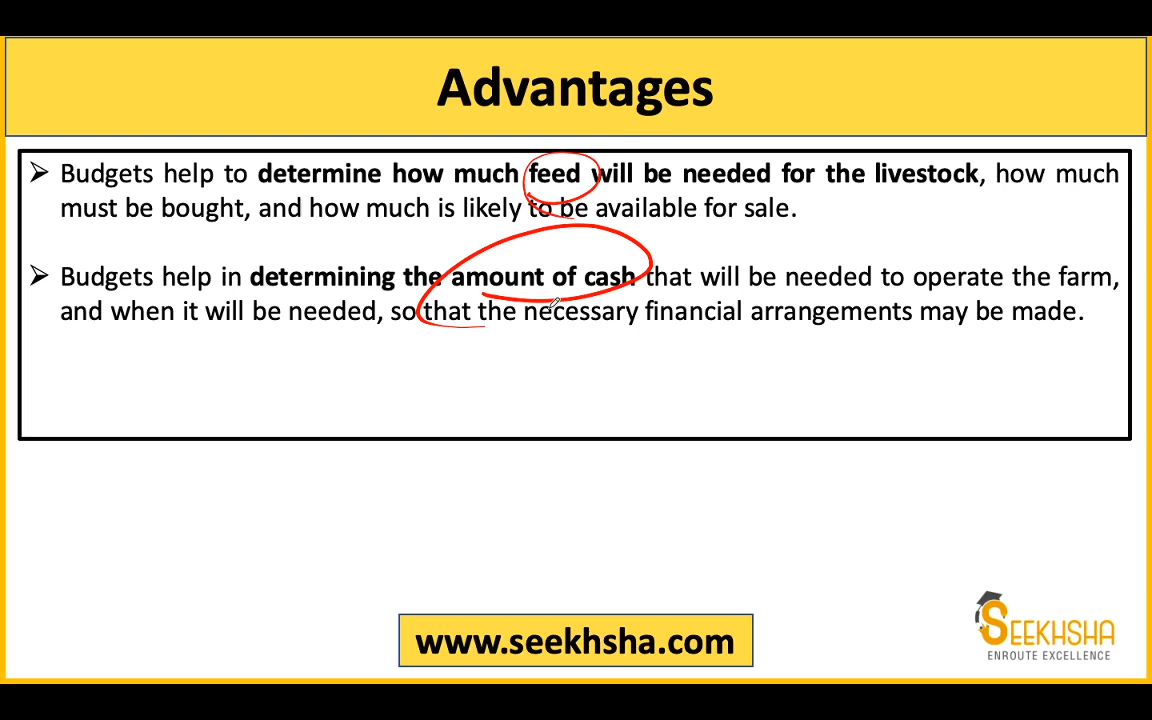 Advantages
➢ Budgets help to determine how much feed will be needed for the livestock, how much
must be bought, and how much is likely to be available for sale.
➢ Budgets help in determining the amount of cash that will be needed to operate the farm,
and when it will be needed, so that the necessary financial arrangements may be made.
www.seekhsha.com
SEEKHSHA
ENROUTE EXCELLENCE